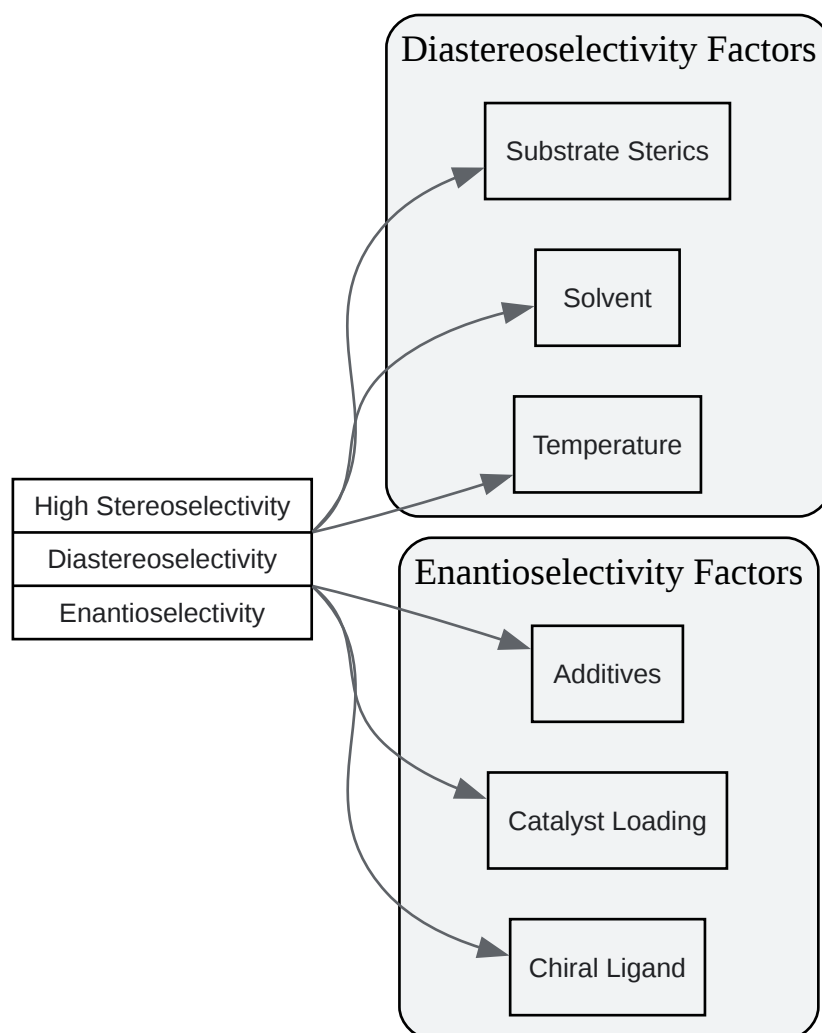 Diastereoselectivity Factors
Substrate Sterics
Solvent
Temperature
High Stereoselectivity
Diastereoselectivity
Enantioselectivity
Enantioselectivity Factors
Additives
Catalyst Loading
Chiral Ligand